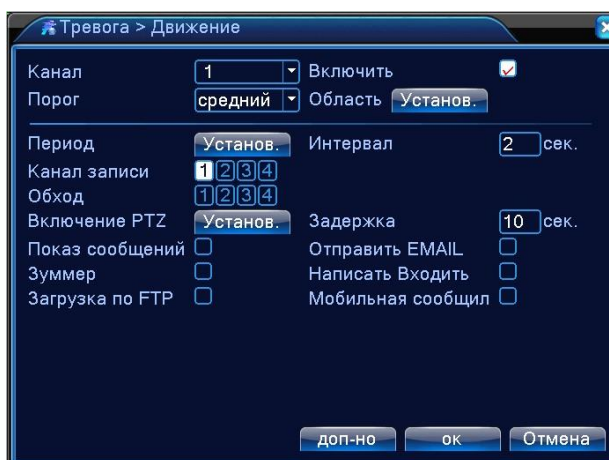 Тревога > Движение
Канал 1 Включить
Порог средний Область Установ.
Период Установ. Интервал 2 сек.
Канал записи 1 2 3 4
Обход 1 2 3 4
Включение PTZ Установ. Задержка 10 сек.
Показ сообщений Отправить EMAIL
Зуммер Написать Входить
Загрузка по FTP Мобильная сообщил
доп-но ок Отмена